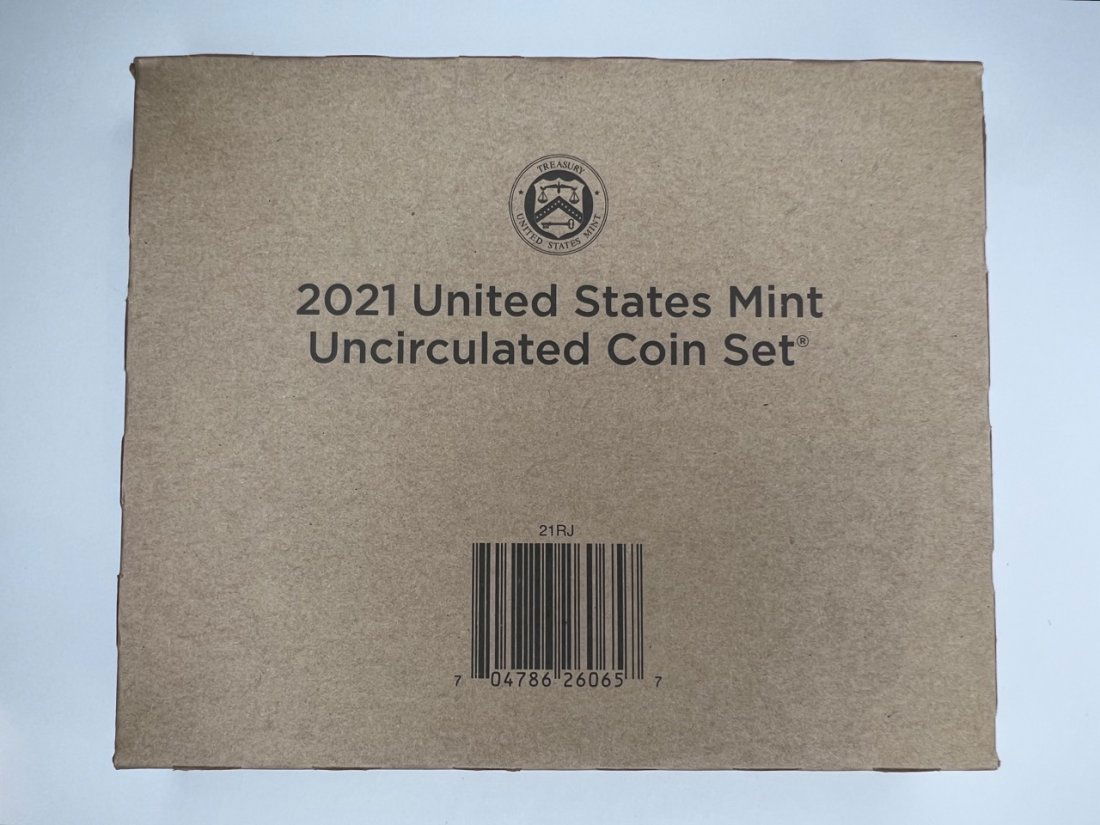 TREASURY
UNITED STATES MINT
2021 United States Mint
Uncirculated Coin Set®
21RJ
7 04786 26065 7